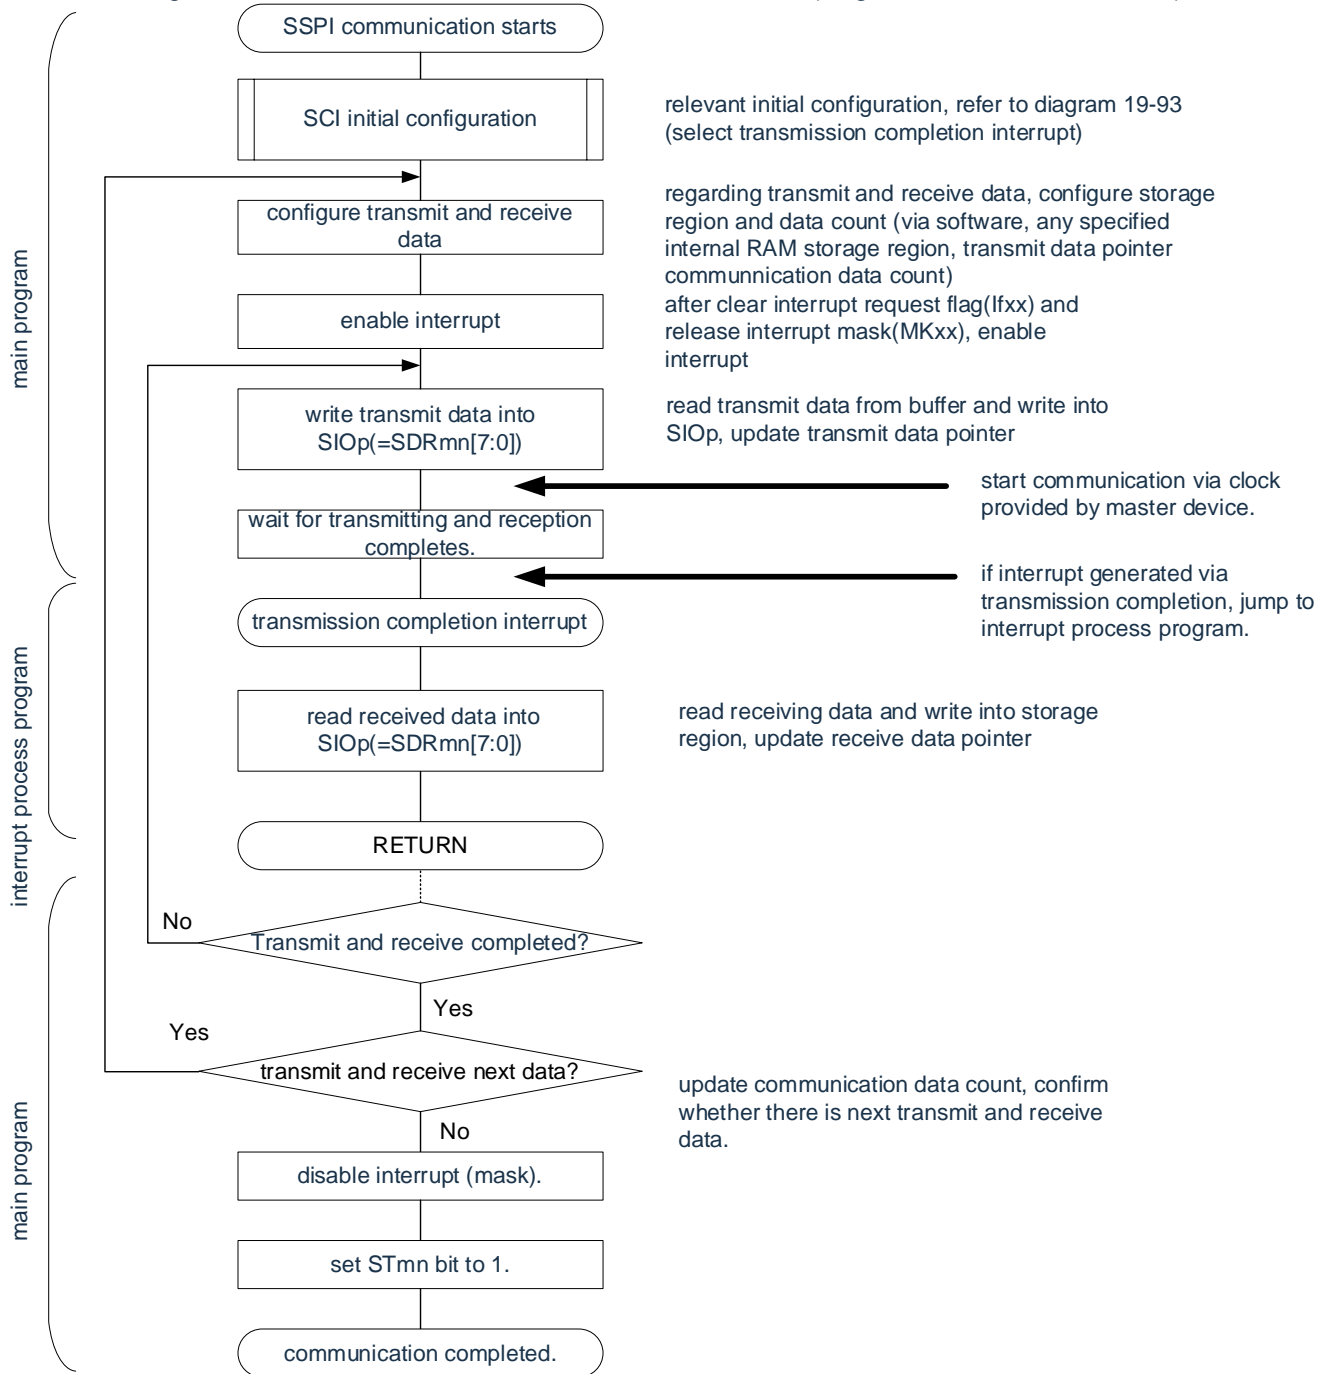 SSPI communication starts
SCI initial configuration
relevant initial configuration, refer to diagram 19-93
(select transmission completion interrupt)
configure transmit and receive
data
regarding transmit and receive data, configure storage
region and data count (via software, any specified
internal RAM storage region, transmit data pointer
communnication data count)
enable interrupt
after clear interrupt request flag(Ifxx) and
release interrupt mask(MKxx), enable
interrupt
main program
write transmit data into
SIOp(=SDRmn[7:0])
read transmit data from buffer and write into
SIOp, update transmit data pointer
start communication via clock
provided by master device.
wait for transmitting and reception
completes.
if interrupt generated via
transmission completion, jump to
interrupt process program.
transmission completion interrupt
interrupt process program
read received data into
SIOp(=SDRmn[7:0])
read receiving data and write into storage
region, update receive data pointer
RETURN
No
Transmit and receive completed?
Yes
Yes
transmit and receive next data?
update communication data count, confirm
whether there is next transmit and receive
data.
No
main program
disable interrupt (mask).
set STmn bit to 1.
communication completed.